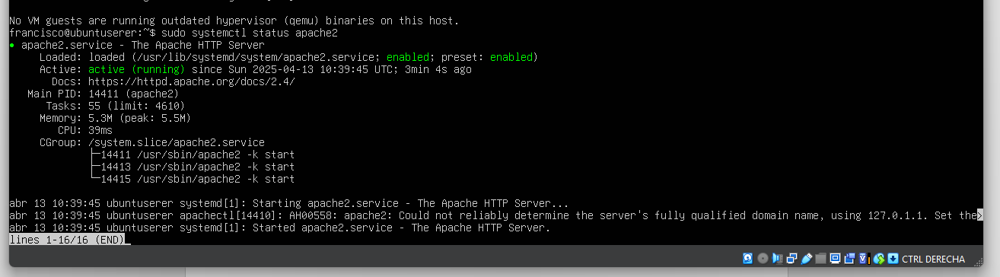 No VM guests are running outdated hypervisor (qemu) binaries on this host.
francisco@ubuntuserer:~$ sudo systemctl status apache2
● apache2.service - The Apache HTTP Server
     Loaded: loaded (/usr/lib/systemd/system/apache2.service; enabled; preset: enabled)
     Active: active (running) since Sun 2025-04-13 10:39:45 UTC; 3min 4s ago
       Docs: https://httpd.apache.org/docs/2.4/
   Main PID: 14411 (apache2)
      Tasks: 55 (limit: 4610)
     Memory: 5.3M (peak: 5.5M)
        CPU: 39ms
     CGroup: /system.slice/apache2.service
             ├─14411 /usr/sbin/apache2 -k start
             ├─14413 /usr/sbin/apache2 -k start
             └─14415 /usr/sbin/apache2 -k start
abr 13 10:39:45 ubuntuserer systemd[1]: Starting apache2.service - The Apache HTTP Server...
abr 13 10:39:45 ubuntuserer apachectl[14410]: AH00558: apache2: Could not reliably determine the server's fully qualified domain name, using 127.0.1.1. Set the>
abr 13 10:39:45 ubuntuserer systemd[1]: Started apache2.service - The Apache HTTP Server.
lines 1-16/16 (END)
CTRL DERECHA